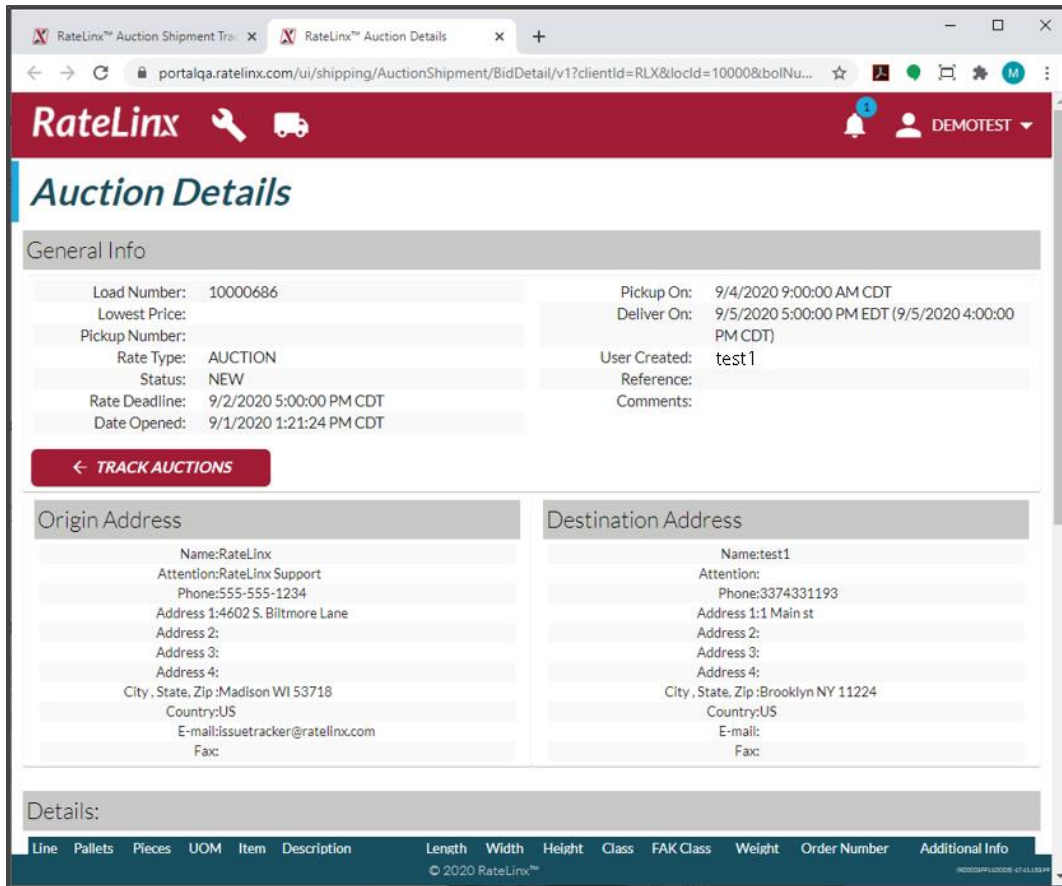 RateLinx™ Auction Shipment Tra
RateLinx™ Auction Details
portalqa.ratelinx.com/ui/shipping/AuctionShipment/BidDetail/v1?clientId=RLX&locId=10000&bolNu...
M
RateLinx
1
DEMOTEST
Auction Details
General Info
Load Number: 10000686
Lowest Price:
Pickup Number:
Rate Type: AUCTION
Status: NEW
Rate Deadline: 9/2/2020 5:00:00 PM CDT
Date Opened: 9/1/2020 1:21:24 PM CDT
Pickup On: 9/4/2020 9:00:00 AM CDT
Deliver On: 9/5/2020 5:00:00 PM EDT (9/5/2020 4:00:00
PM CDT)
User Created: test1
Reference:
Comments:
← TRACK AUCTIONS
Origin Address
Name:RateLinx
Attention:RateLinx Support
Phone:555-555-1234
Address 1:4602 S. Biltmore Lane
Address 2:
Address 3:
Address 4:
City , State, Zip :Madison WI 53718
Country:US
E-mail:issuetracker@ratelinx.com
Fax:
Destination Address
Name:test1
Attention:
Phone:3374331193
Address 1:1 Main st
Address 2:
Address 3:
Address 4:
City , State, Zip :Brooklyn NY 11224
Country:US
E-mail:
Fax:
Details:
Line Pallets Pieces UOM Item Description Length Width Height Class FAK Class Weight Order Number Additional Info
© 2020 RateLinx™